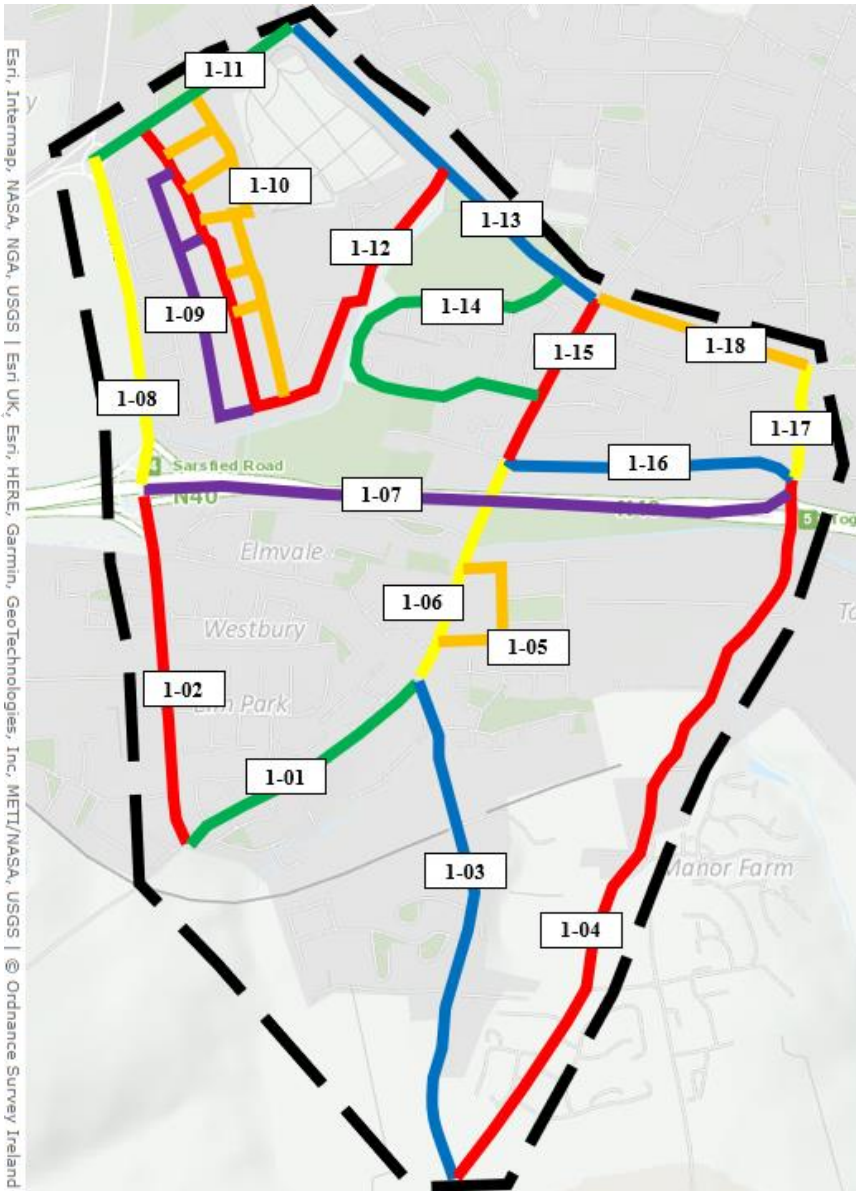 1-11
1-10
1-13
1-12
1-14
1-09
1-15
1-18
1-08
1-17
1-16
4 Sarsfield Road
N40
1-07
5
Elmvale
1-06
Westbury
1-05
1-02
Elm Park
1-01
1-03
Manor Farm
1-04
Esri, Intermap, NASA, NGA, USGS | Esri UK, Esri, HERE, Garmin, GeoTechnologies, Inc, METI/NASA, USGS | © Ordnance Survey Ireland